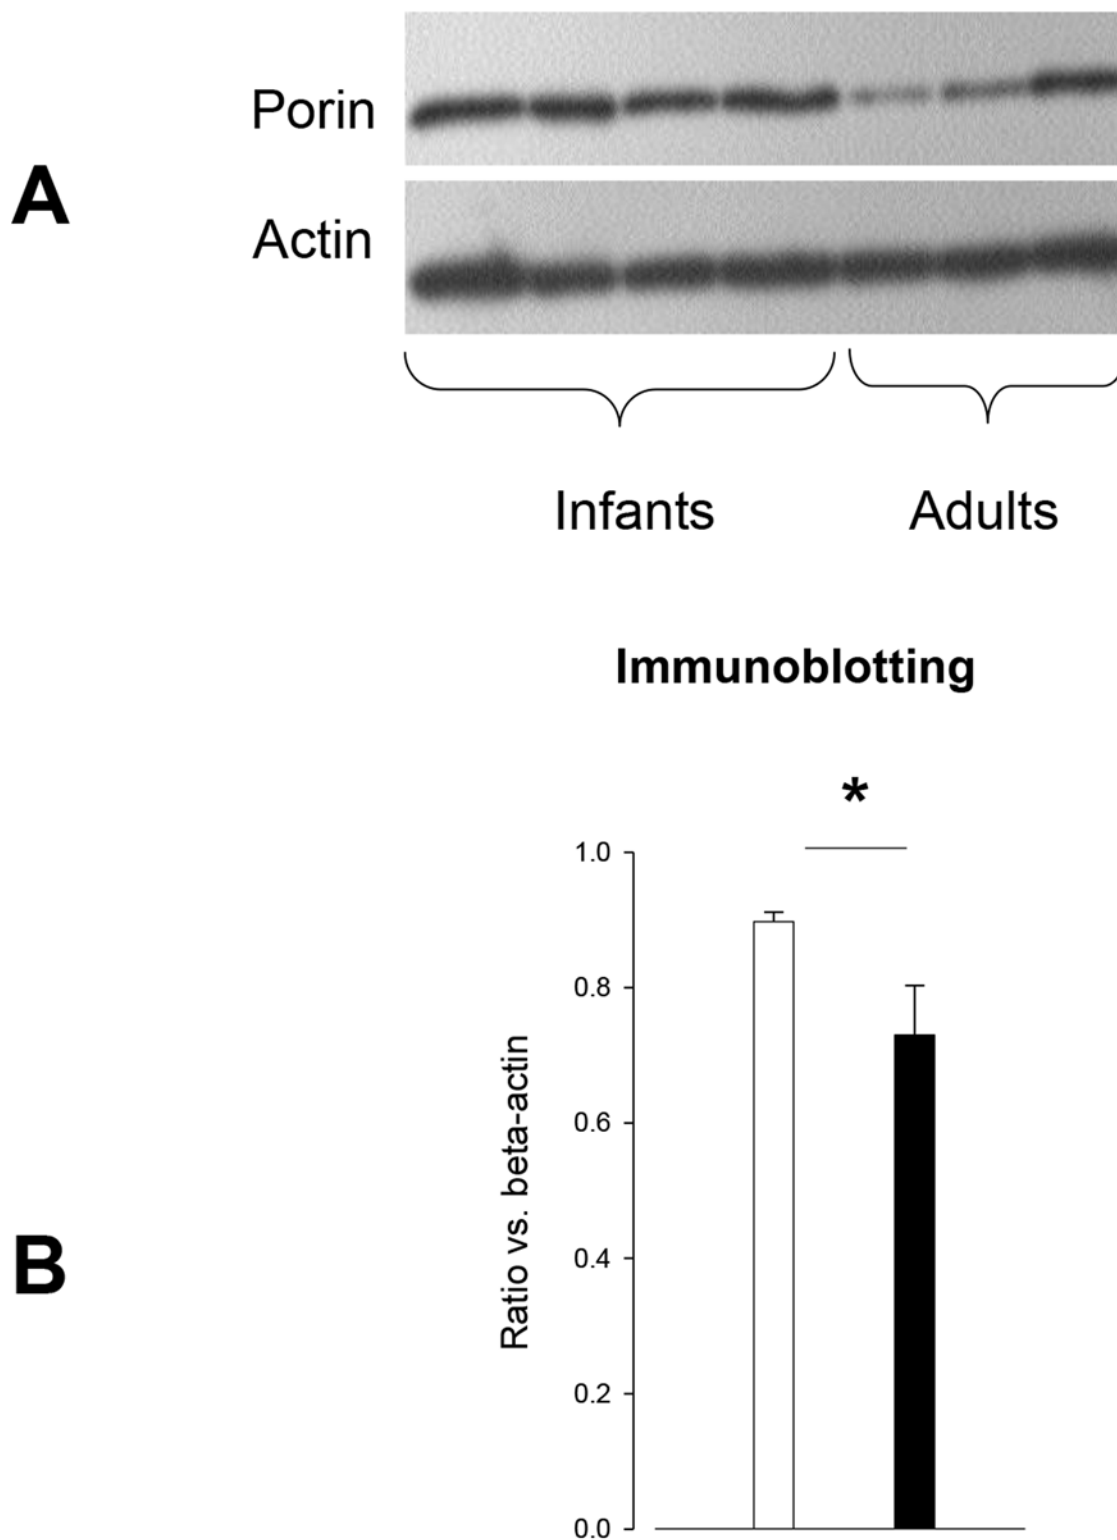 A
Porin
Actin
Infants Adults
Immunoblotting
*
B
Ratio vs. beta-actin
1.0
0.8
0.6
0.4
0.2
0.0